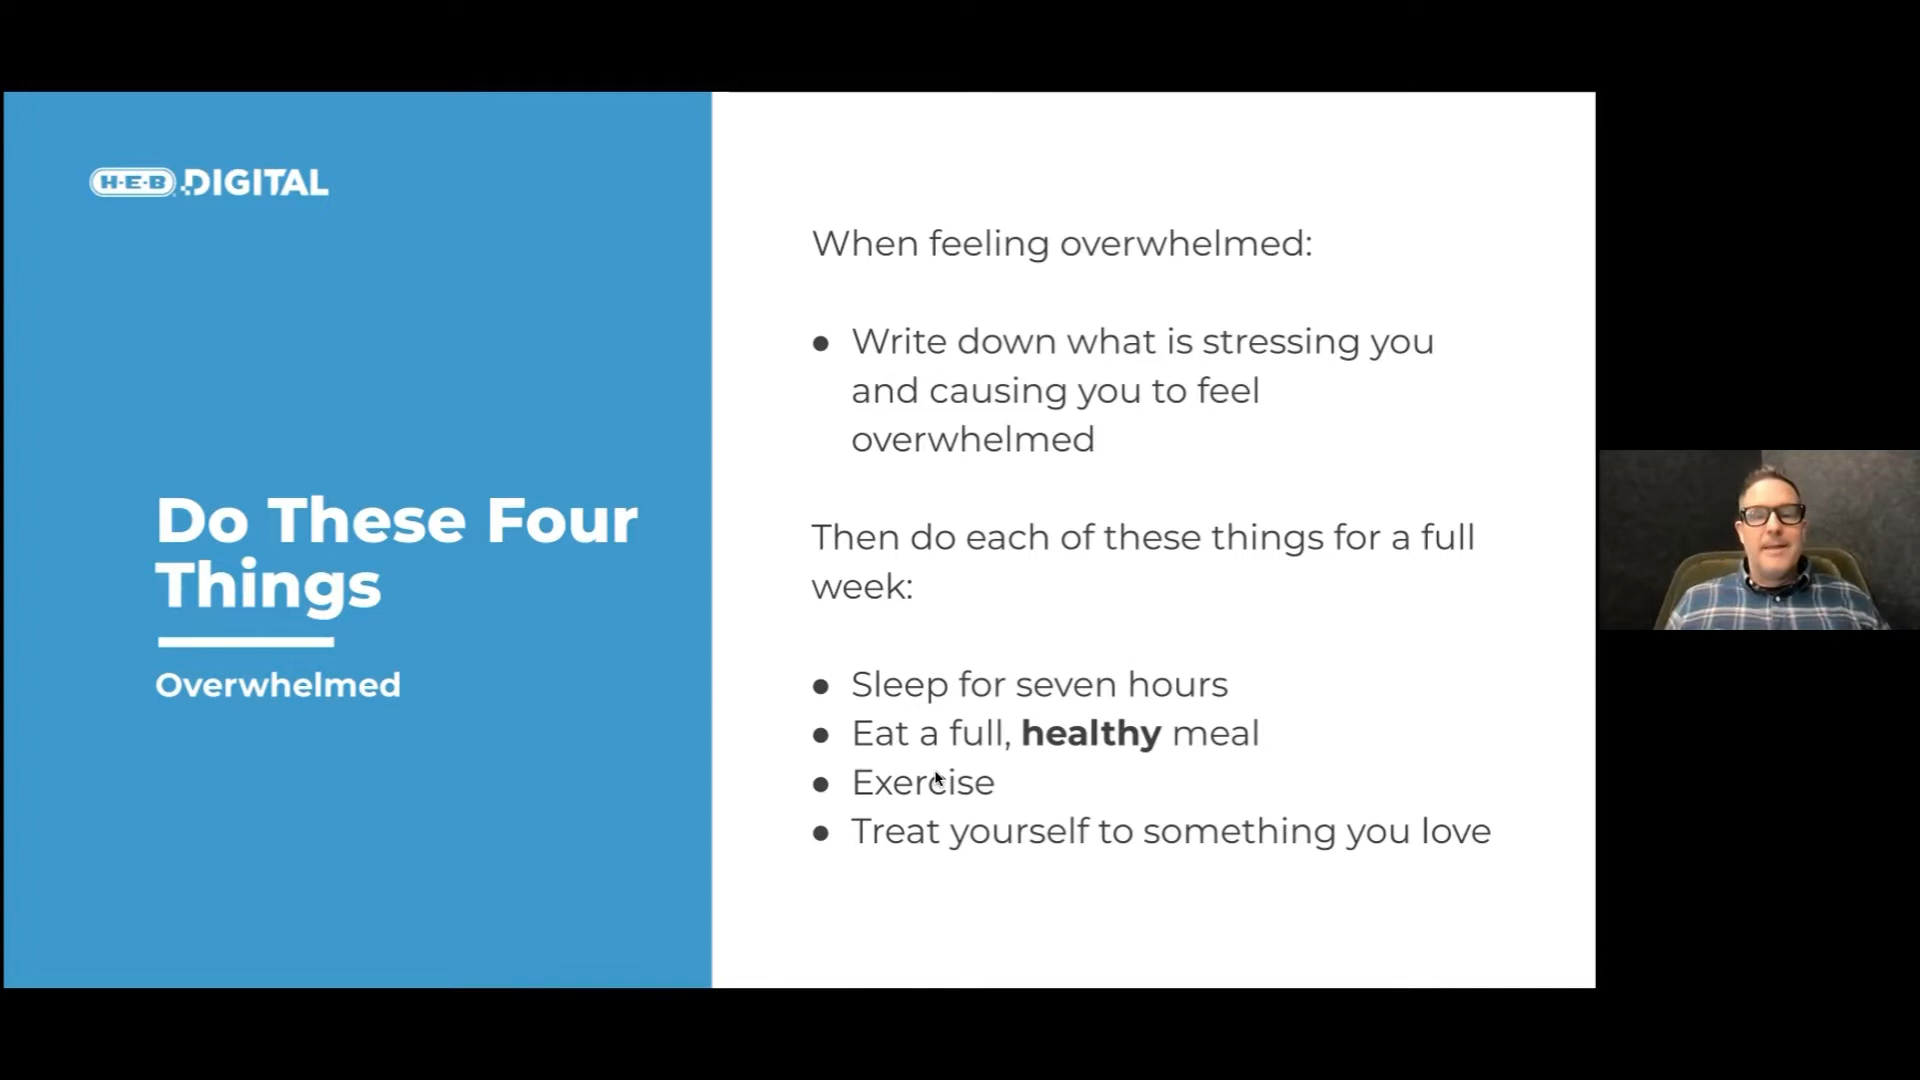 H-E-B DIGITAL
Do These Four
Things
Overwhelmed
When feeling overwhelmed:
● Write down what is stressing you
and causing you to feel
overwhelmed
Then do each of these things for a full
week:
● Sleep for seven hours
● Eat a full, healthy meal
● Exercise
● Treat yourself to something you love